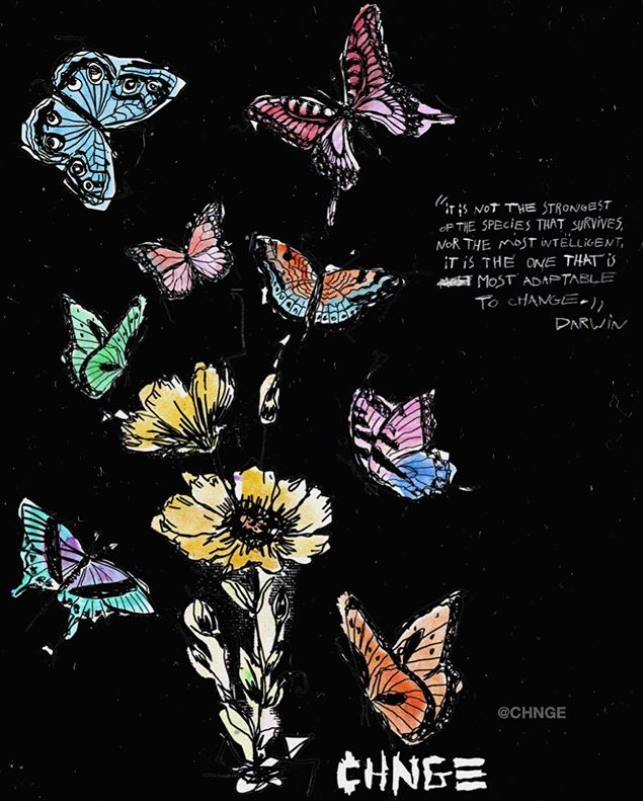 "IT IS NOT THE STRONGEST
OF THE SPECIES THAT SURVIVES,
NOR THE MOST INTELLIGENT,
IT IS THE ONE THAT IS
MOST ADAPTABLE
TO CHANGE."
DARWIN
@CHNGE
CHNGE